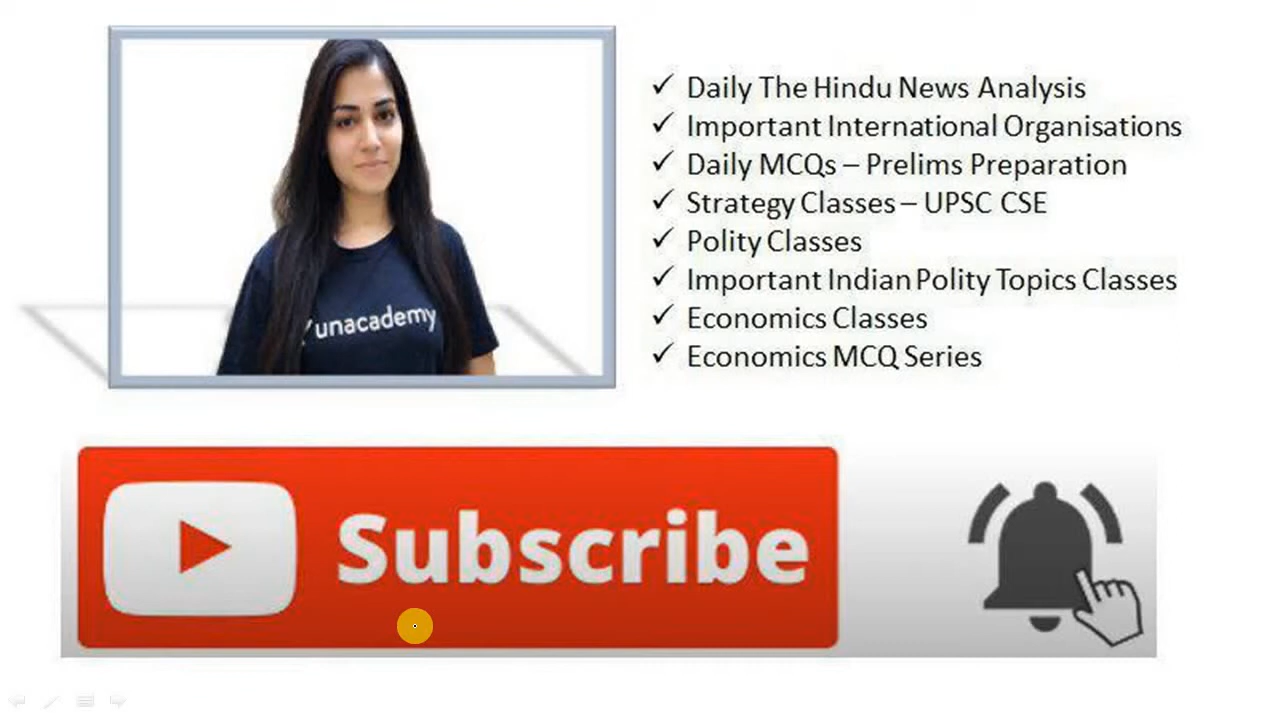 Daily The Hindu News Analysis
Important International Organisations
Daily MCQs – Prelims Preparation
Strategy Classes – UPSC CSE
Polity Classes
Important Indian Polity Topics Classes
Economics Classes
Economics MCQ Series
unacademy
Subscribe